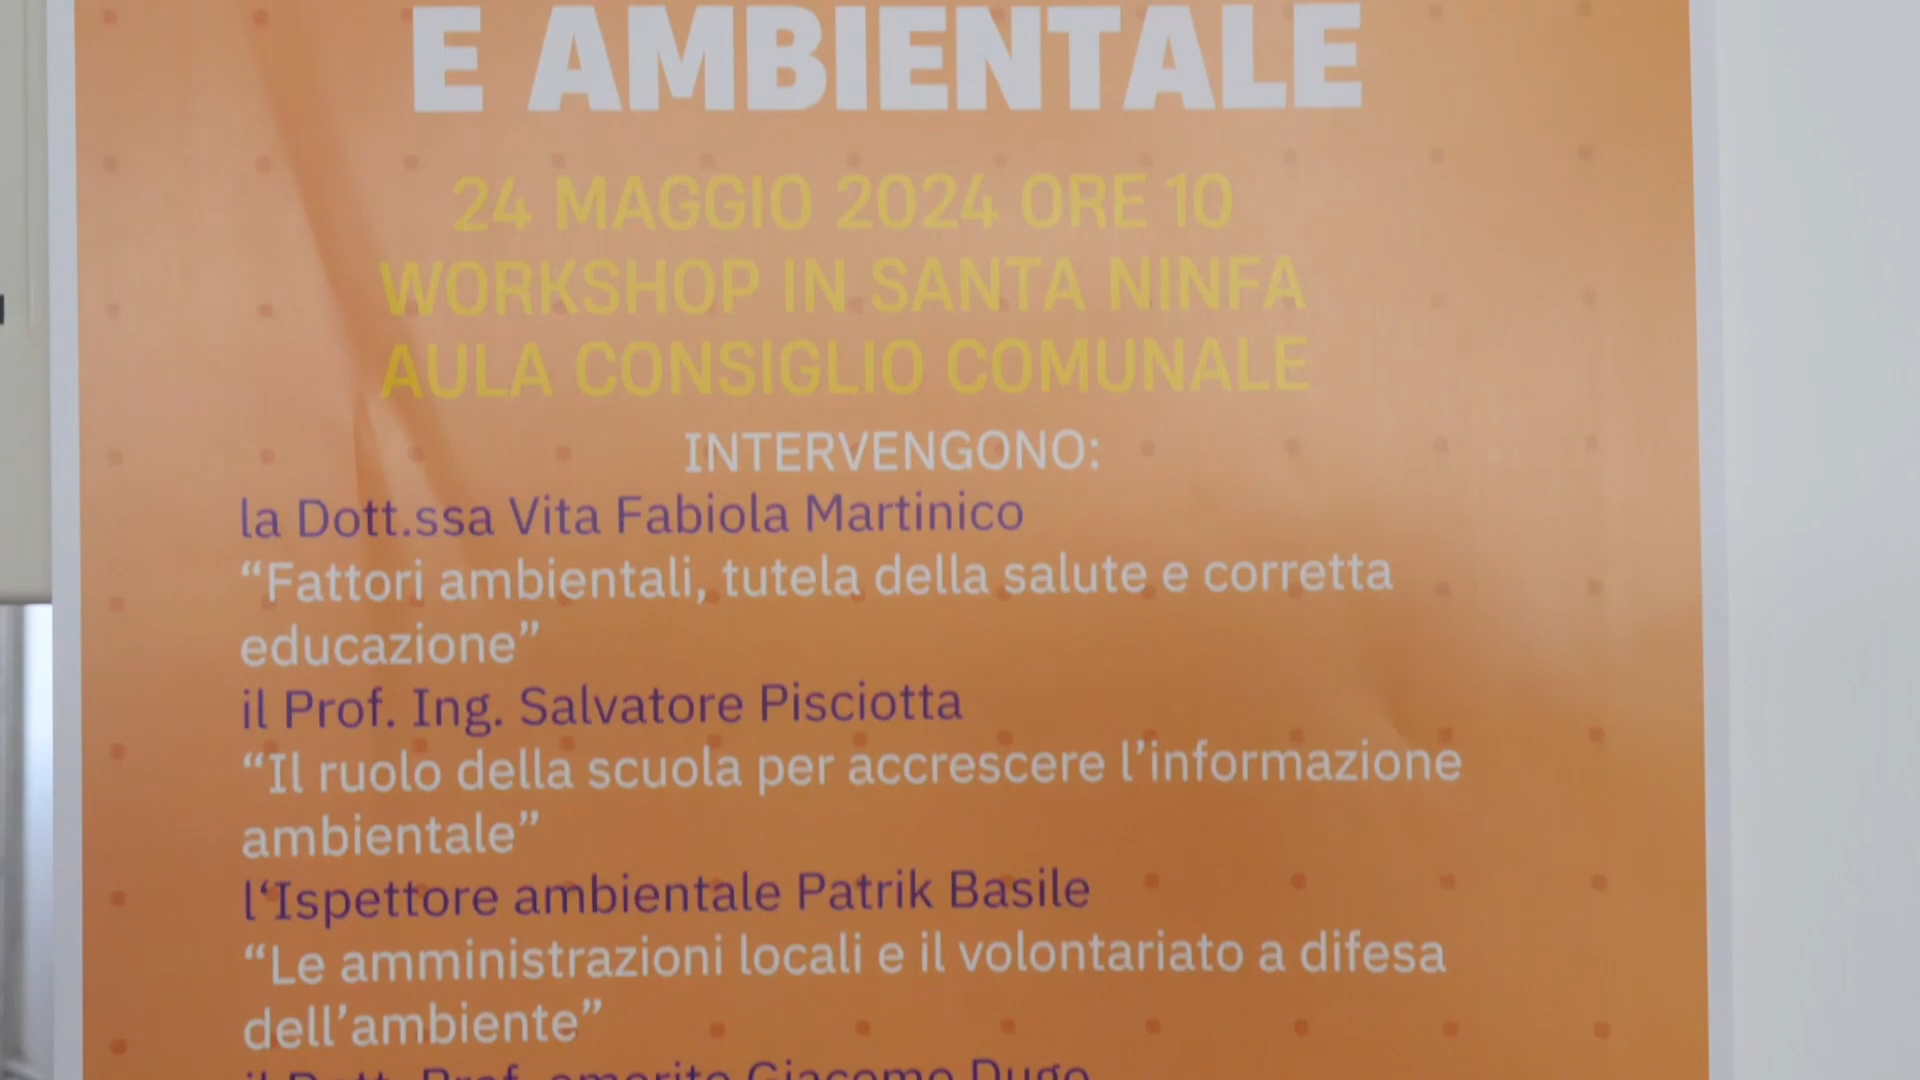 E AMBIENTALE
24 MAGGIO 2024 ORE 10
WORKSHOP IN SANTA NINFA
AULA CONSIGLIO COMUNALE
INTERVENGONO:
la Dott.ssa Vita Fabiola Martinico
“Fattori ambientali, tutela della salute e corretta
educazione”
il Prof. Ing. Salvatore Pisciotta
“Il ruolo della scuola per accrescere l’informazione
ambientale”
l‘Ispettore ambientale Patrik Basile
“Le amministrazioni locali e il volontariato a difesa
dell’ambiente”
il Dott. Prof. emerito Giacomo Dugo